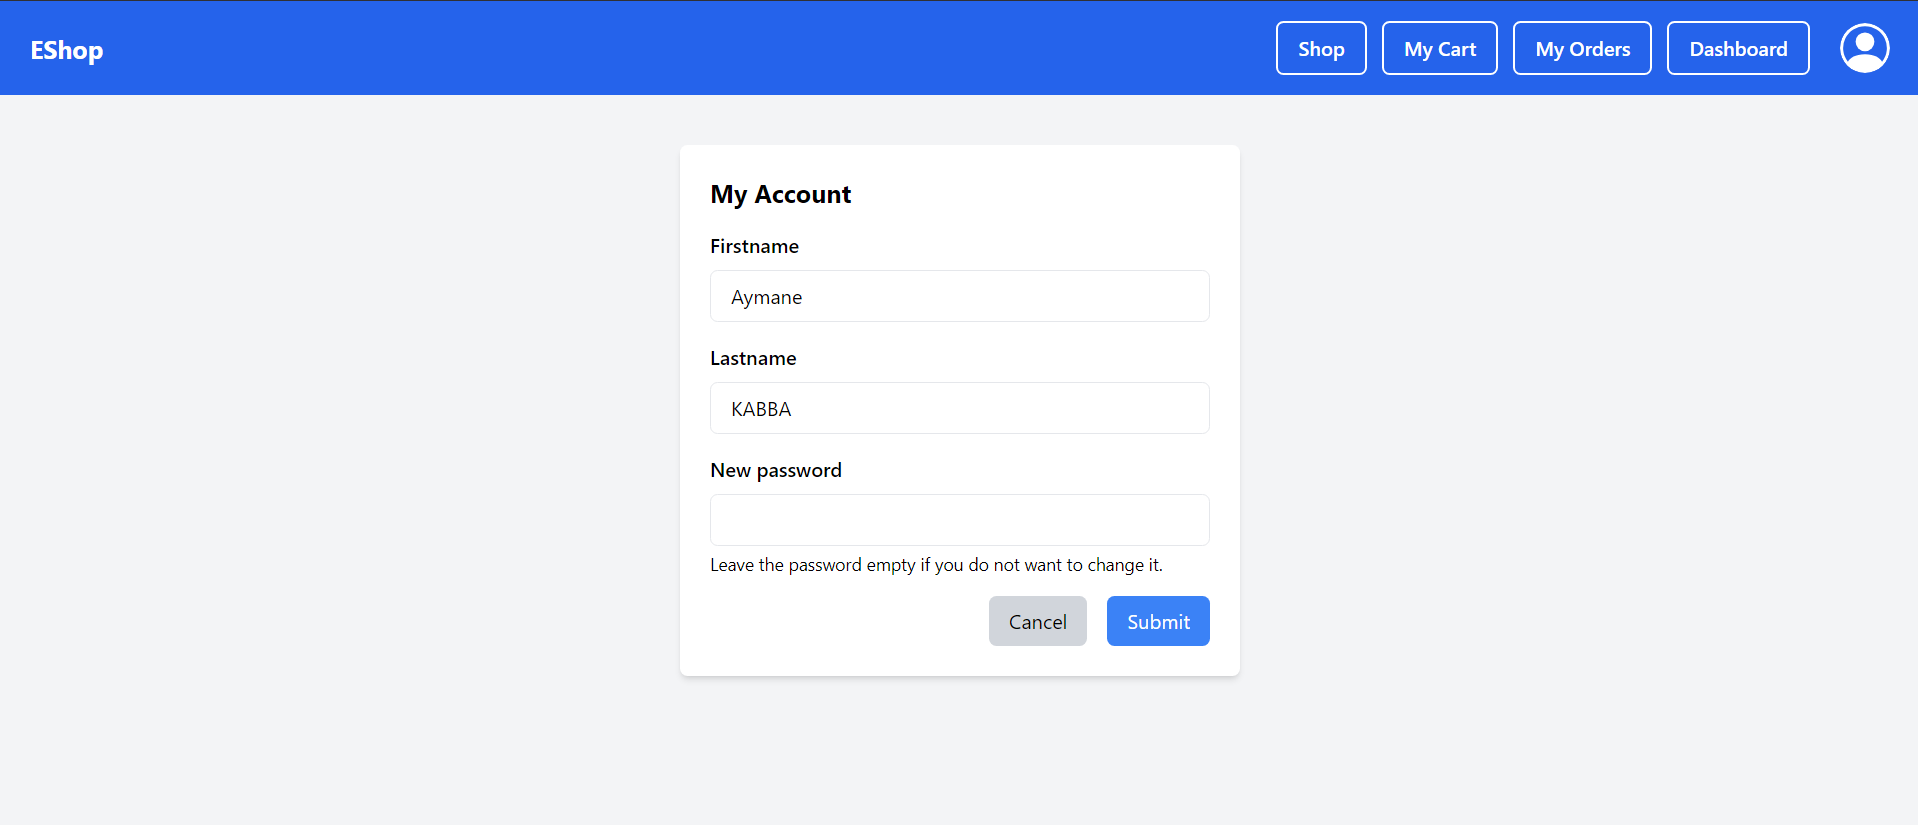 EShop
Shop
My Cart
My Orders
Dashboard
My Account
Firstname
Aymane
Lastname
KABBA
New password
Leave the password empty if you do not want to change it.
Cancel
Submit